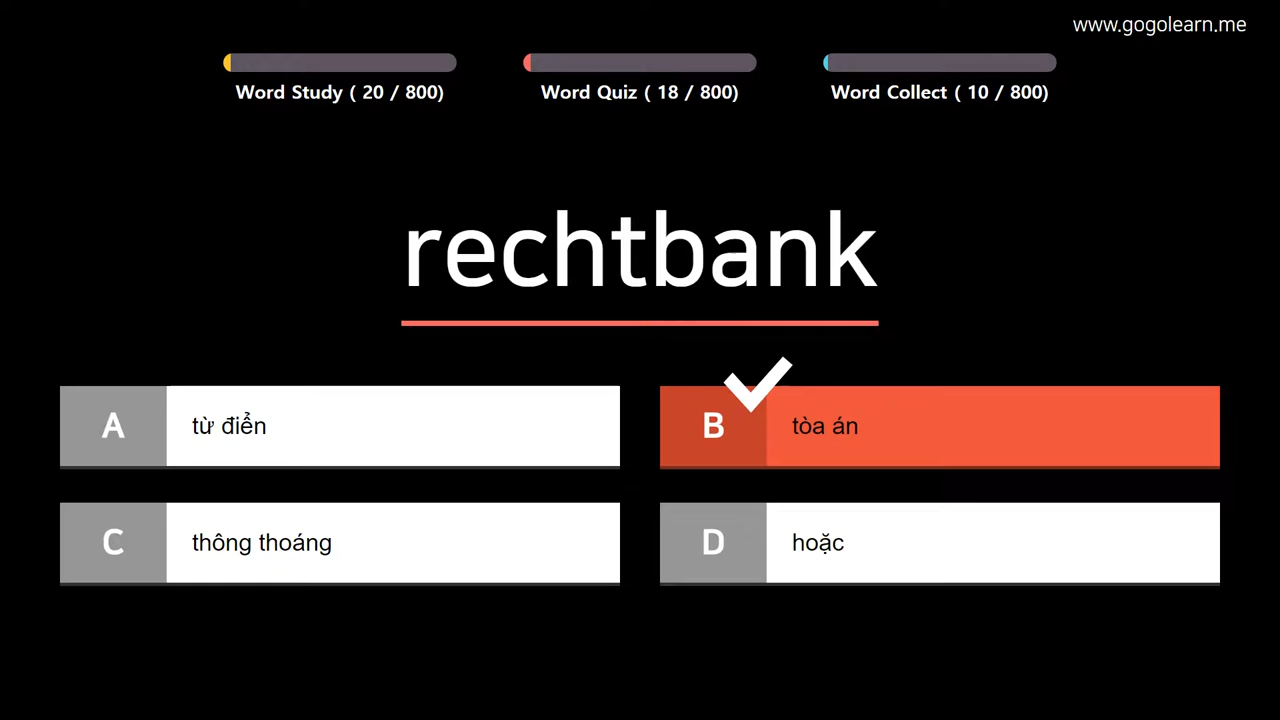 www.gogolearn.me
Word Study ( 20 / 800)
Word Quiz ( 18 / 800)
Word Collect ( 10 / 800)
rechtbank
A từ điển
B tòa án
C thông thoáng
D hoặc